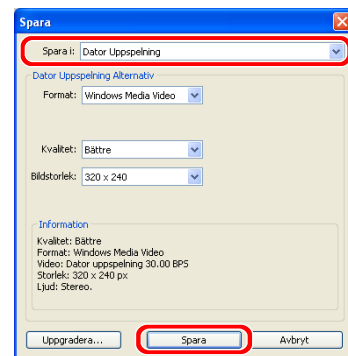 Spara
Spara i: Dator Uppspelning
Dator Uppspelning Alternativ
Format: Windows Media Video
Kvalitet: Bättre
Bildstorlek: 320 x 240
Information
Kvalitet: Bättre
Format: Windows Media Video
Video: Dator uppspelning 30.00 BPS
Storlek: 320 x 240 px
Ljud: Stereo.
Uppgradera... Spara Avbryt